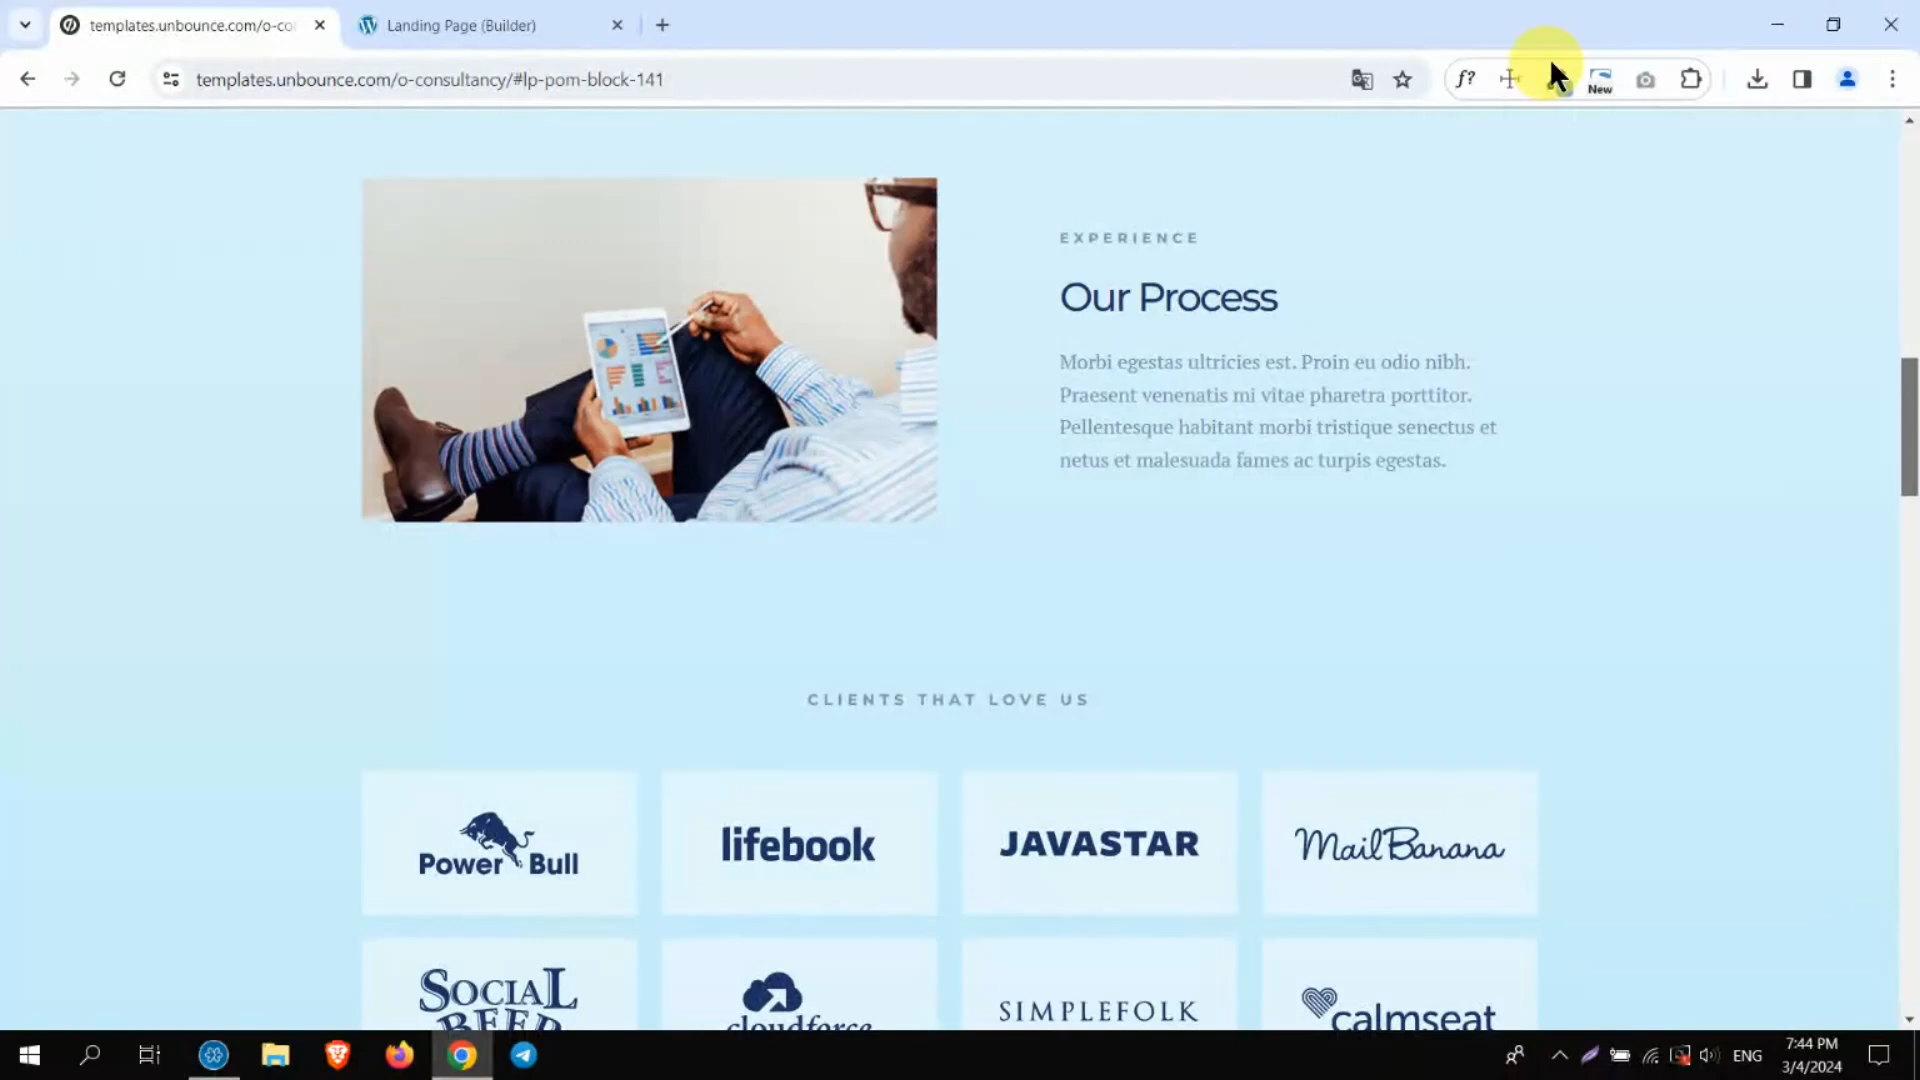 templates.unbounce.com/o-co
Landing Page (Builder)
templates.unbounce.com/o-consultancy/#lp-pom-block-141
f?
New
EXPERIENCE
Our Process
Morbi egestas ultricies est. Proin eu odio nibh.
Praesent venenatis mi vitae pharetra porttitor.
Pellentesque habitant morbi tristique senectus et
netus et malesuada fames ac turpis egestas.
CLIENTS THAT LOVE US
Power Bull
lifebook
JAVASTAR
MailBanana
SOCIAL
BEER
cloudforce
SIMPLEFOLK
calmseat
ENG
7:44 PM
3/4/2024